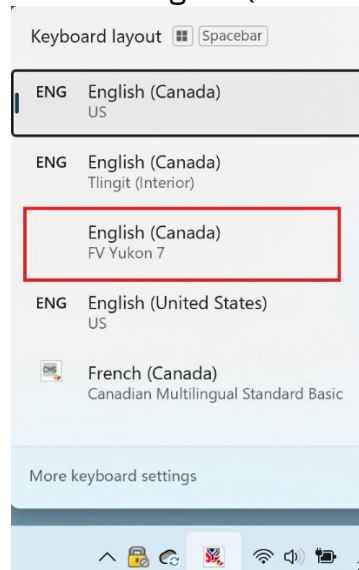 Keyboard layout Spacebar
ENG English (Canada)
US
ENG English (Canada)
Tlingit (Interior)
English (Canada)
FV Yukon 7
ENG English (United States)
US
French (Canada)
Canadian Multilingual Standard Basic
More keyboard settings